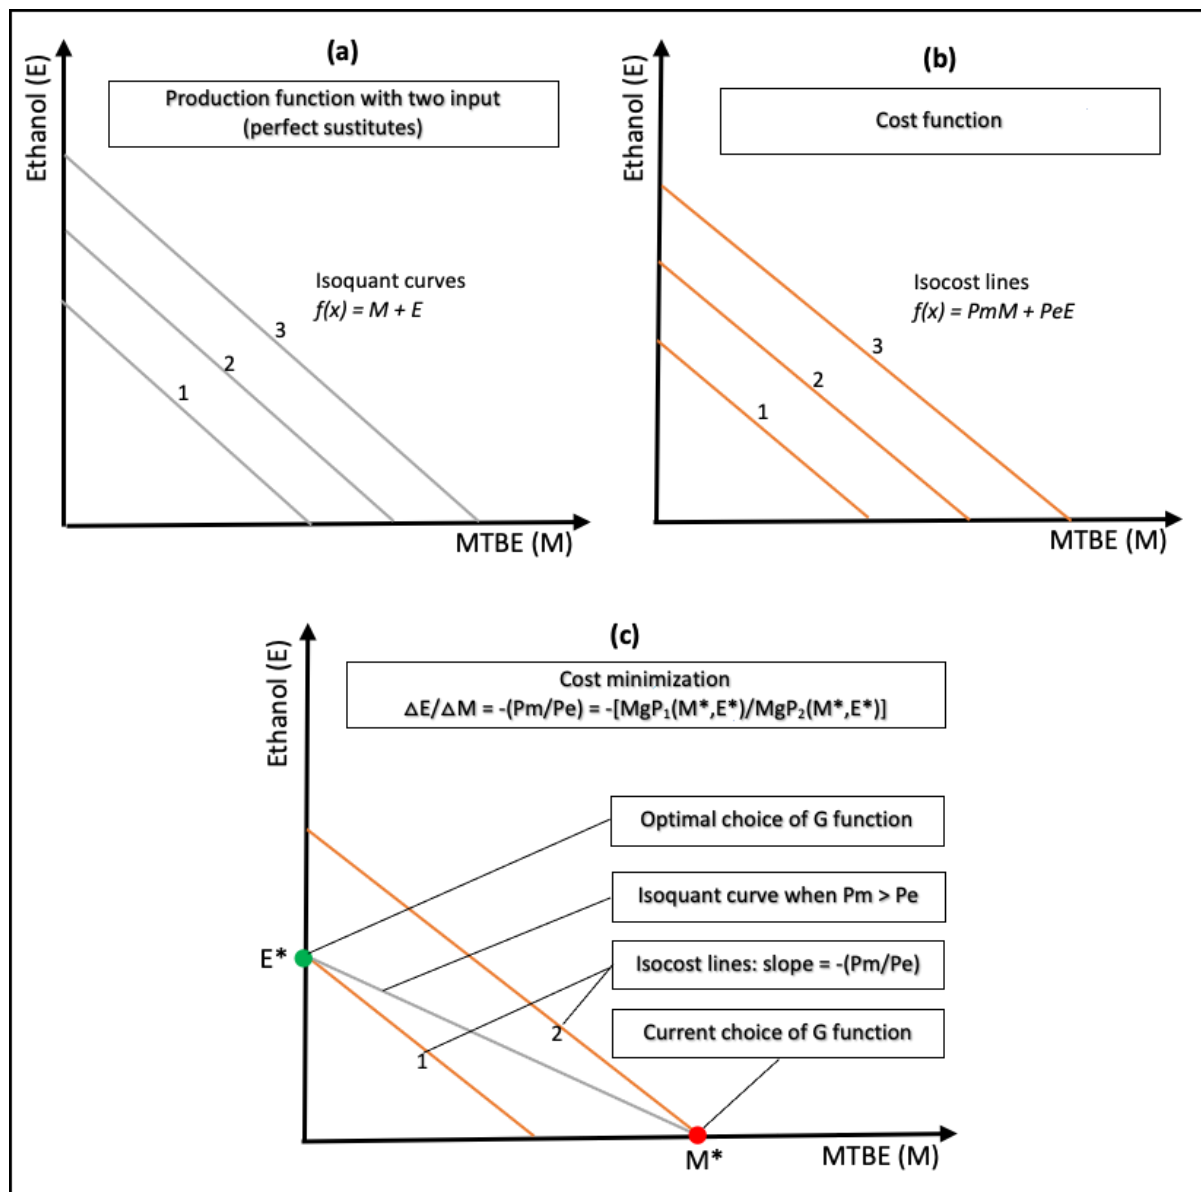 (a)
Ethanol (E)
Production function with two input
(perfect sustitutes)
Isoquant curves
f(x) = M + E
3
2
1
MTBE (M)
(b)
Ethanol (E)
Cost function
Isocost lines
f(x) = PmM + PeE
3
2
1
MTBE (M)
(c)
Ethanol (E)
Cost minimization
△E/△M = -(Pm/Pe) = -[MgP₁(M*,E*)/MgP₂(M*,E*)]
Optimal choice of G function
Isoquant curve when Pm > Pe
E*
Isocost lines: slope = -(Pm/Pe)
Current choice of G function
2
1
M*
MTBE (M)